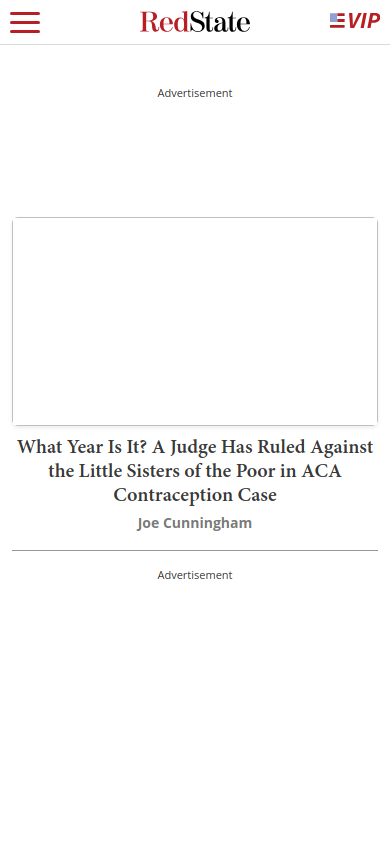 RedState
VIP
Advertisement
What Year Is It? A Judge Has Ruled Against
the Little Sisters of the Poor in ACA
Contraception Case
Joe Cunningham
Advertisement